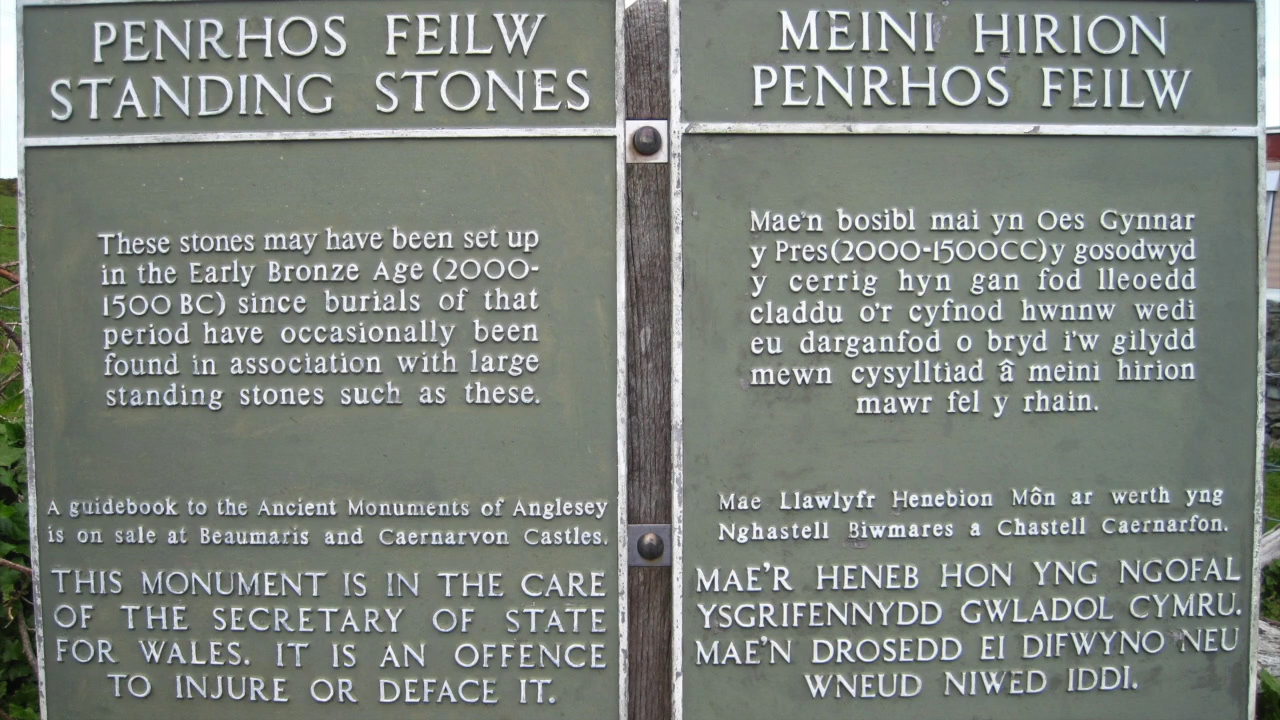 PENRHOS FEILW
STANDING STONES
These stones may have been set up
in the Early Bronze Age (2000-
1500 BC) since burials of that
period have occasionally been
found in association with large
standing stones such as these.
A guidebook to the Ancient Monuments of Anglesey
is on sale at Beaumaris and Caernarvon Castles.
THIS MONUMENT IS IN THE CARE
OF THE SECRETARY OF STATE
FOR WALES. IT IS AN OFFENCE
TO INJURE OR DEFACE IT.
MEINI HIRION
PENRHOS FEILW
Mae'n bosibl mai yn Oes Gynnar
y Pres(2000-1500CC) y gosodwyd
y cerrig hyn gan fod lleoedd
claddu o'r cyfnod hwnnw wedi
eu darganfod o bryd i'w gilydd
mewn cysylltiad â meini hirion
mawr fel y rhain.
Mae Llawlyfr Henebion Môn ar werth yng
Nghastell Biwmares a Chastell Caernarfon.
MAE'R HENEB HON YNG NGOFAL
YSGRIFENNYDD GWLADOL CYMRU.
MAE'N DROSEDD EI DIFWYNO NEU
WNEUD NIWED IDDI.